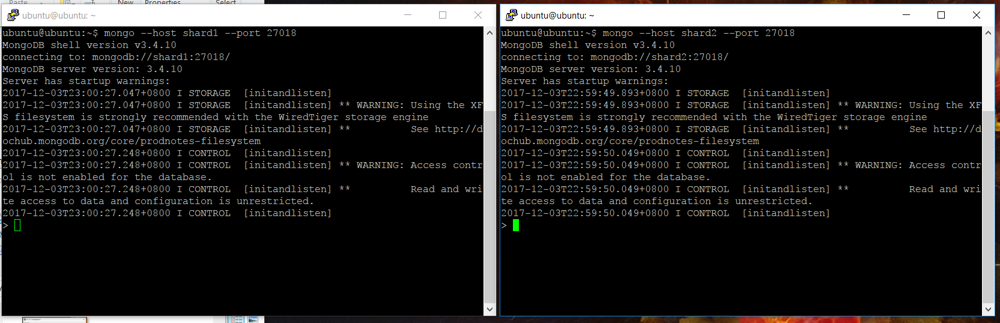 Paste
New
Properties
Select
ubuntu@ubuntu: ~
ubuntu@ubuntu:~$ mongo --host shard1 --port 27018
MongoDB shell version v3.4.10
connecting to: mongodb://shard1:27018/
MongoDB server version: 3.4.10
Server has startup warnings:
2017-12-03T23:00:27.047+0800 I STORAGE  [initandlisten]
2017-12-03T23:00:27.047+0800 I STORAGE  [initandlisten] ** WARNING: Using the XF
S filesystem is strongly recommended with the WiredTiger storage engine
2017-12-03T23:00:27.047+0800 I STORAGE  [initandlisten] **          See http://d
ochub.mongodb.org/core/prodnotes-filesystem
2017-12-03T23:00:27.248+0800 I CONTROL  [initandlisten]
2017-12-03T23:00:27.248+0800 I CONTROL  [initandlisten] ** WARNING: Access contr
ol is not enabled for the database.
2017-12-03T23:00:27.248+0800 I CONTROL  [initandlisten] **          Read and wri
te access to data and configuration is unrestricted.
2017-12-03T23:00:27.248+0800 I CONTROL  [initandlisten]
>
ubuntu@ubuntu: ~
ubuntu@ubuntu:~$ mongo --host shard2 --port 27018
MongoDB shell version v3.4.10
connecting to: mongodb://shard2:27018/
MongoDB server version: 3.4.10
Server has startup warnings:
2017-12-03T22:59:49.893+0800 I STORAGE  [initandlisten]
2017-12-03T22:59:49.893+0800 I STORAGE  [initandlisten] ** WARNING: Using the XF
S filesystem is strongly recommended with the WiredTiger storage engine
2017-12-03T22:59:49.893+0800 I STORAGE  [initandlisten] **          See http://d
ochub.mongodb.org/core/prodnotes-filesystem
2017-12-03T22:59:50.049+0800 I CONTROL  [initandlisten]
2017-12-03T22:59:50.049+0800 I CONTROL  [initandlisten] ** WARNING: Access contr
ol is not enabled for the database.
2017-12-03T22:59:50.049+0800 I CONTROL  [initandlisten] **          Read and wri
te access to data and configuration is unrestricted.
2017-12-03T22:59:50.049+0800 I CONTROL  [initandlisten]
>